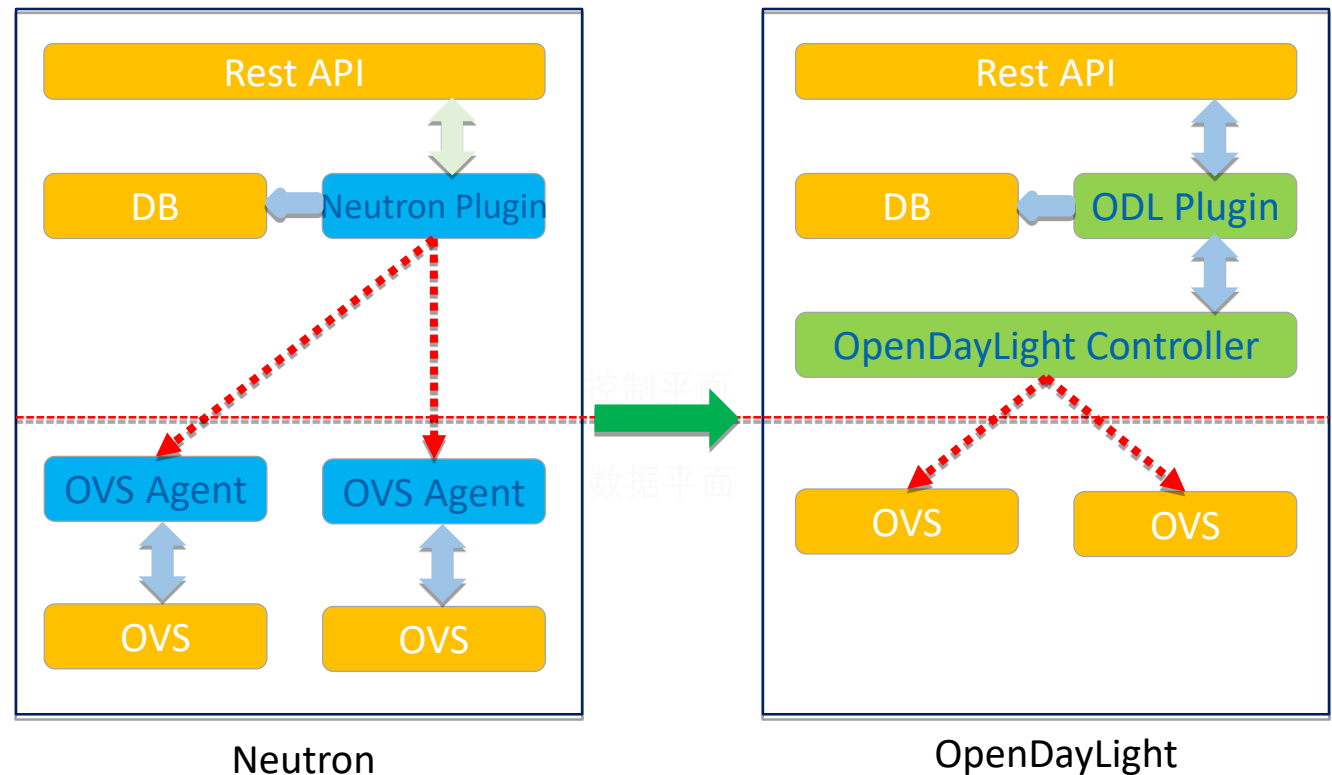 Rest API
DB
Neutron Plugin
OVS Agent
OVS Agent
OVS
OVS
Neutron
控制平面
数据平面
Rest API
DB
ODL Plugin
OpenDayLight Controller
OVS
OVS
OpenDayLight